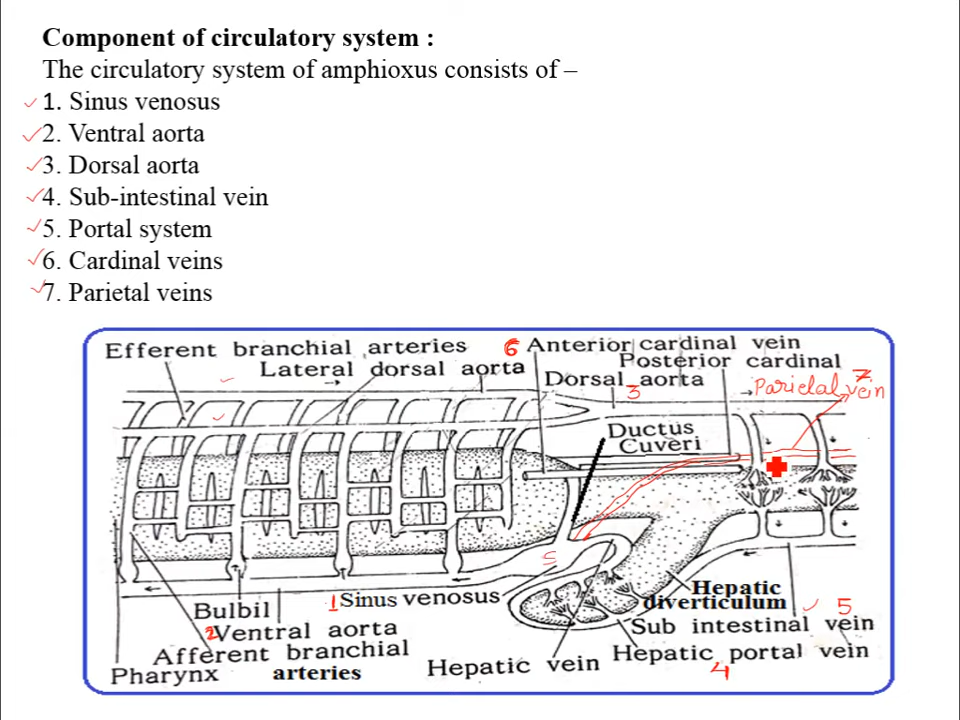 Component of circulatory system :
The circulatory system of amphioxus consists of –
1. Sinus venosus
2. Ventral aorta
3. Dorsal aorta
4. Sub-intestinal vein
5. Portal system
6. Cardinal veins
7. Parietal veins
Efferent branchial arteries
6 Anterior cardinal vein
Lateral dorsal aorta
Posterior cardinal
Dorsal aorta
3
Parietal vein
7
Ductus
Cuveri
1 Sinus venosus
Hepatic
diverticulum
5
Bulbil
2 Ventral aorta
Sub intestinal vein
Afferent branchial
arteries
Hepatic vein
Hepatic portal vein
4
Pharynx